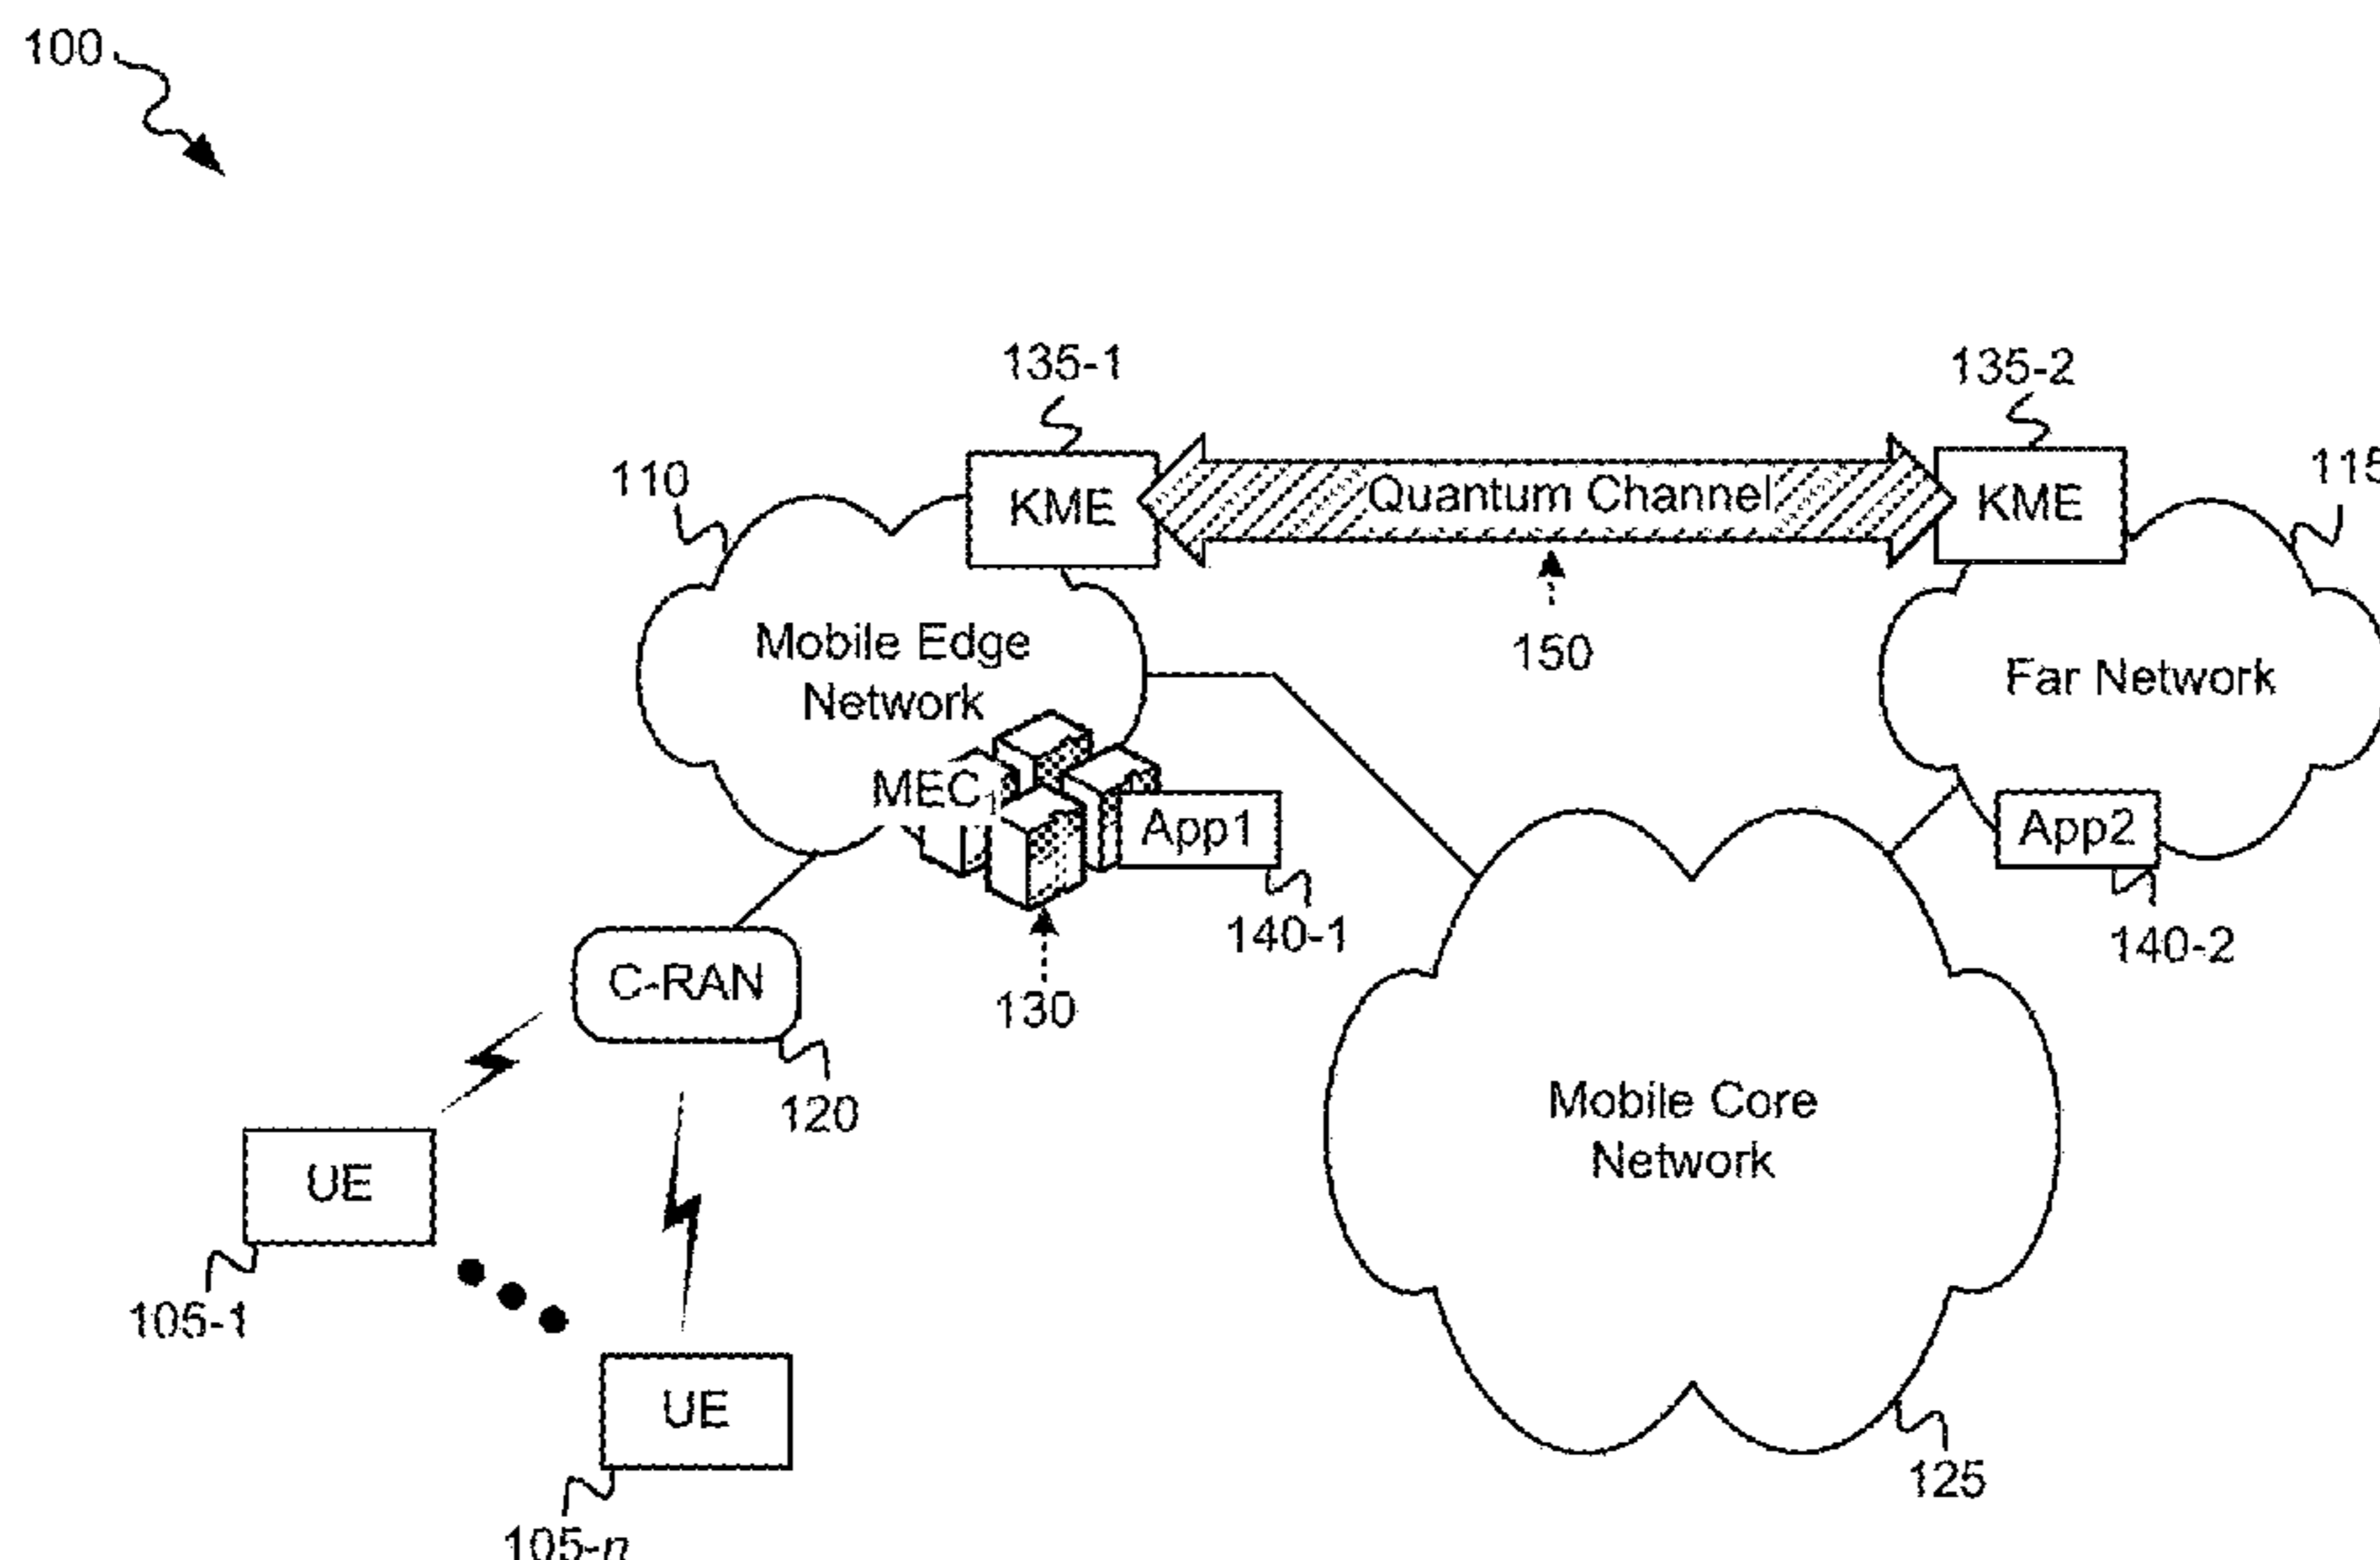 100
135-1
135-2
110
KME
Quantum Channel
KME
115
Mobile Edge
Network
150
Far Network
MEC1
App1
App2
140-1
140-2
C-RAN
130
120
Mobile Core
Network
UE
105-1
UE
125
105-n